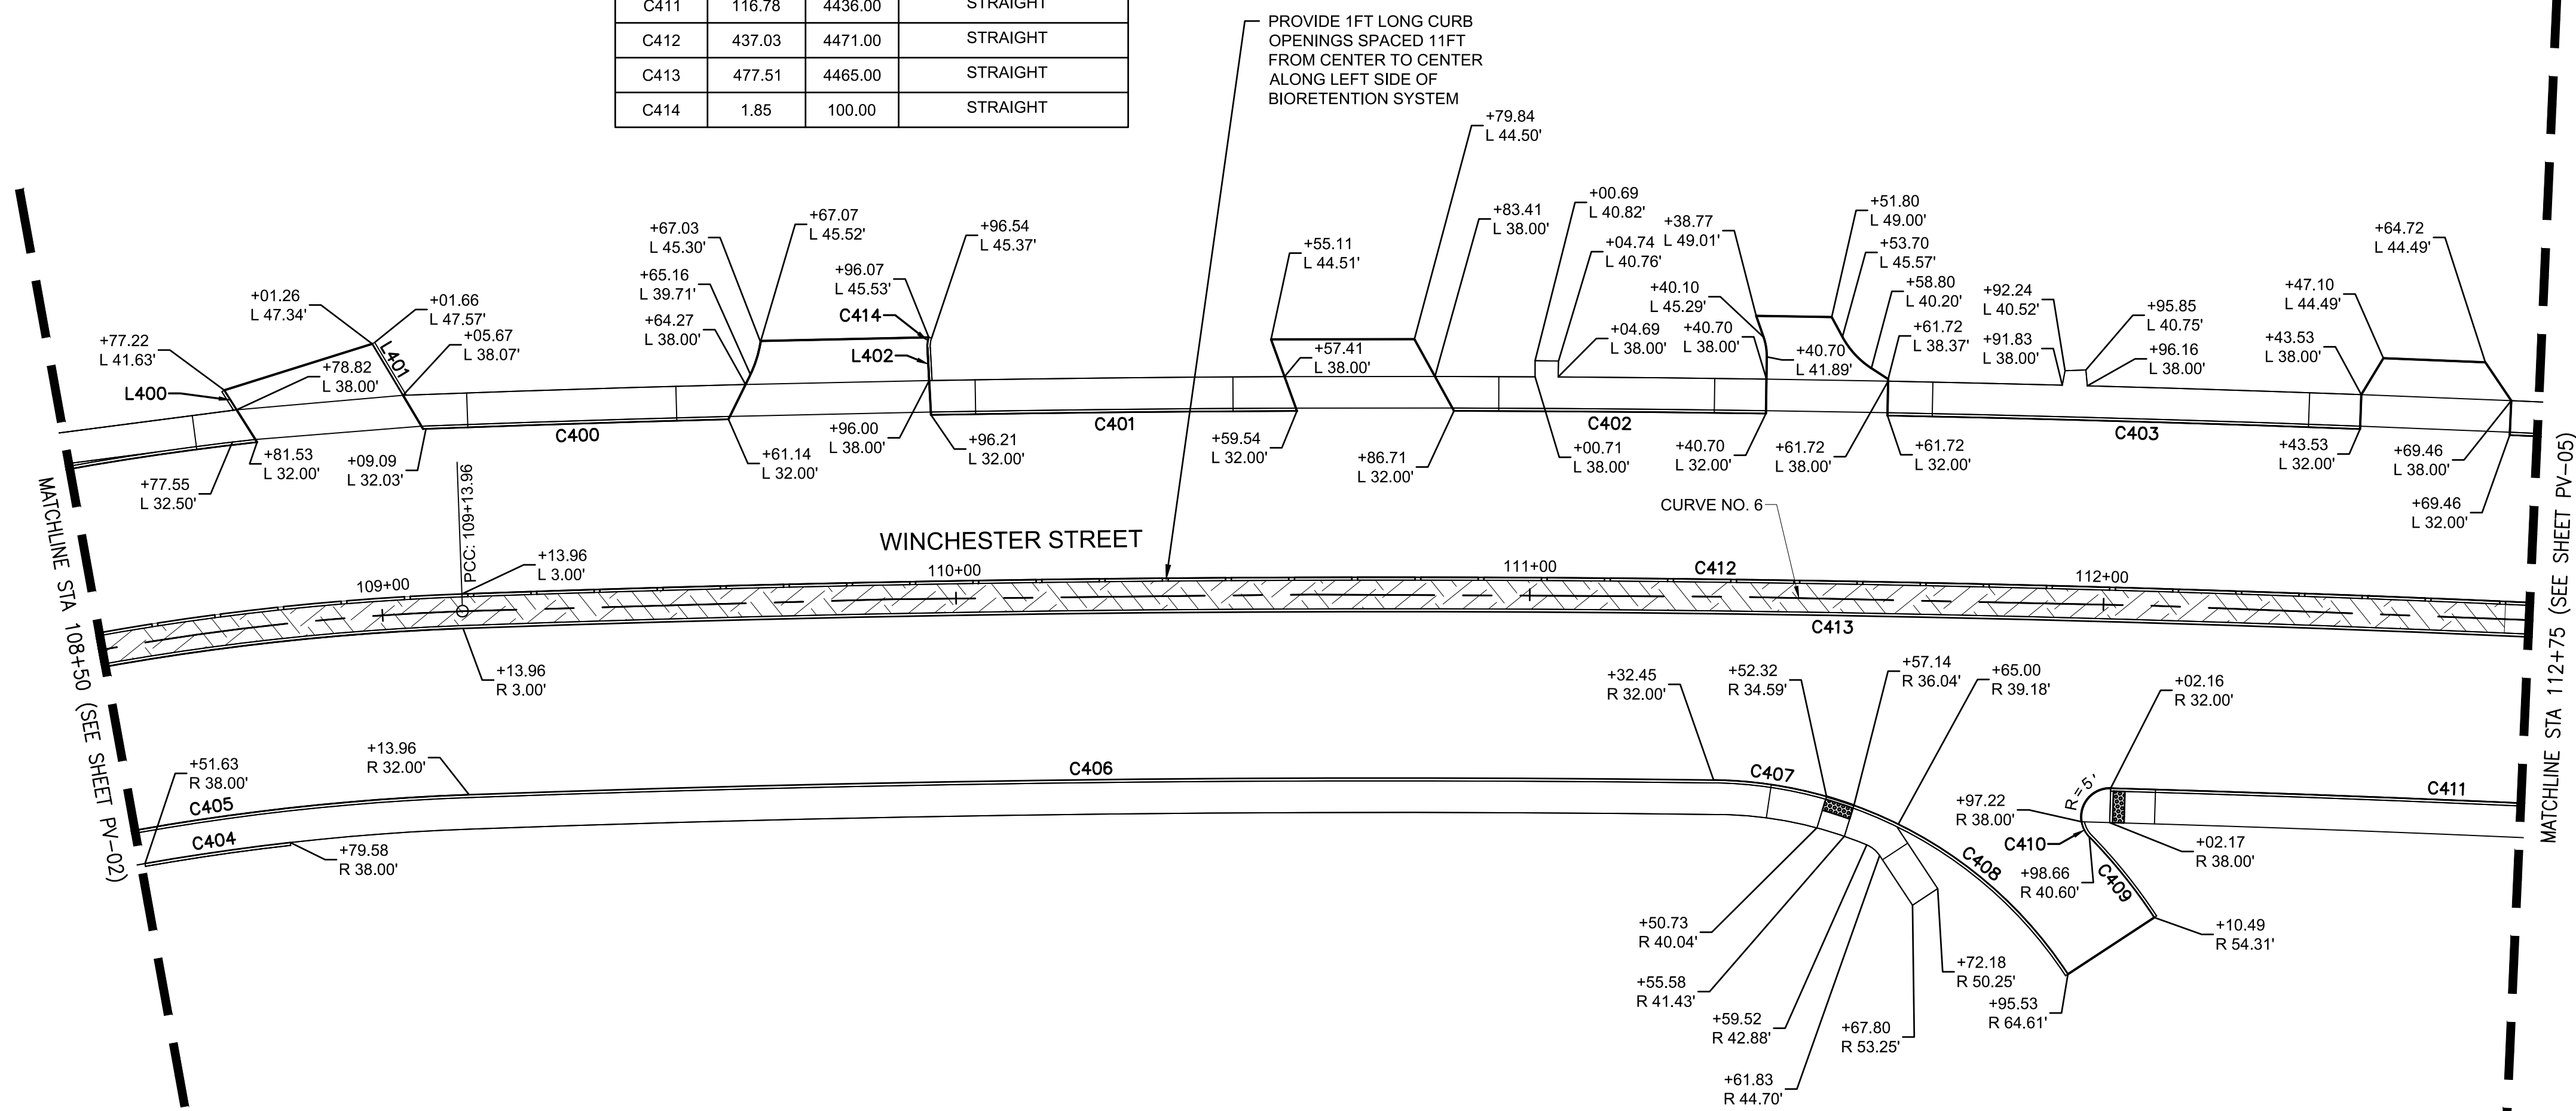 C411 116.78 4436.00 STRAIGHT
C412 437.03 4471.00 STRAIGHT
C413 477.51 4465.00 STRAIGHT
C414 1.85 100.00 STRAIGHT
PROVIDE 1FT LONG CURB
OPENINGS SPACED 11FT
FROM CENTER TO CENTER
ALONG LEFT SIDE OF
BIORETENTION SYSTEM
+79.84
L 44.50'
+83.41
L 38.00'
+00.69
L 40.82'
+04.74
L 40.76'
+38.77
L 49.01'
+51.80
L 49.00'
+53.70
L 45.57'
+58.80
L 40.20'
+64.72
L 44.49'
+67.03
L 45.30'
+67.07
L 45.52'
+96.54
L 45.37'
+55.11
L 44.51'
+65.16
L 39.71'
+96.07
L 45.53'
C414
+64.27
L 38.00'
L402
+01.26
L 47.34'
+01.66
L 47.57'
+05.67
L 38.07'
L401
+77.22
L 41.63'
+78.82
L 38.00'
L400
+57.41
L 38.00'
+04.69
L 38.00'
+40.10
L 45.29'
+40.70
L 38.00'
+40.70
L 41.89'
+61.72
L 38.37'
+92.24
L 40.52'
+91.83
L 38.00'
+95.85
L 40.75'
+96.16
L 38.00'
+47.10
L 44.49'
+43.53
L 38.00'
C400
C401
C402
C403
+77.55
L 32.50'
+81.53
L 32.00'
+09.09
L 32.03'
+61.14
L 32.00'
+96.00
L 38.00'
+96.21
L 32.00'
+59.54
L 32.00'
+86.71
L 32.00'
+00.71
L 38.00'
+40.70
L 32.00'
+61.72
L 38.00'
+61.72
L 32.00'
+43.53
L 32.00'
+69.46
L 38.00'
+69.46
L 32.00'
MATCHLINE STA 108+50 (SEE SHEET PV-02)
PCC: 109+13.96
+13.96
L 3.00'
WINCHESTER STREET
CURVE NO. 6
109+00
110+00
111+00
C412
112+00
C413
MATCHLINE STA 112+75 (SEE SHEET PV-05)
+13.96
R 3.00'
+51.63
R 38.00'
+13.96
R 32.00'
C405
C404
+79.58
R 38.00'
C406
+32.45
R 32.00'
C407
+52.32
R 34.59'
+57.14
R 36.04'
+65.00
R 39.18'
+02.16
R 32.00'
R=5'
C411
+97.22
R 38.00'
C410
+02.17
R 38.00'
+98.66
R 40.60'
C409
C408
+10.49
R 54.31'
+50.73
R 40.04'
+55.58
R 41.43'
+59.52
R 42.88'
+61.83
R 44.70'
+67.80
R 53.25'
+72.18
R 50.25'
+95.53
R 64.61'